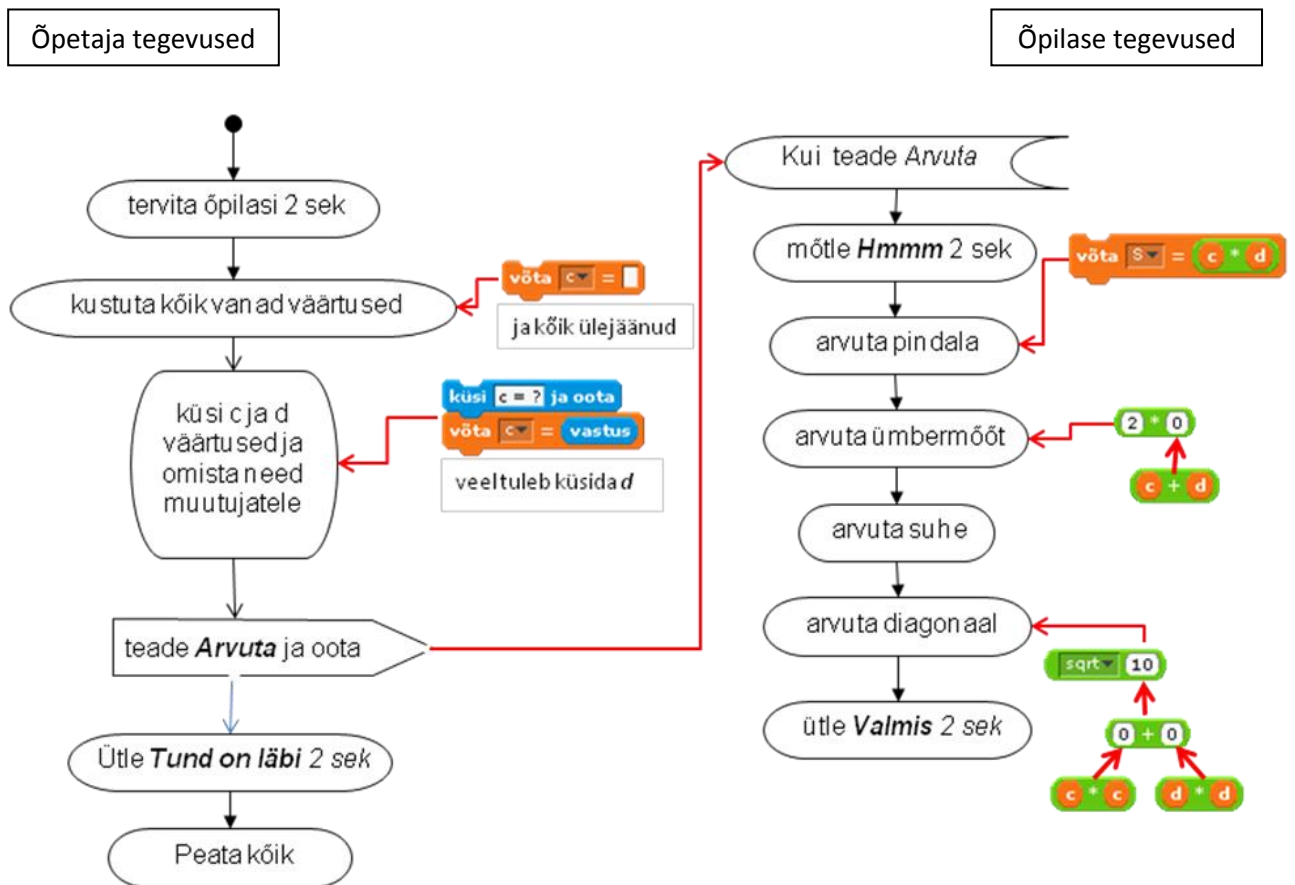 Õpetaja tegevused
Õpilase tegevused
tervita õpilasi 2 sek
kustuta kõik vanad väärtused
võta c =
ja kõik ülejäänud
küsi c ja d
väärtused ja
omista need
muutujatele
küsi c = ? ja oota
võta c = vastus
veel tuleb küsida d
teade Arvuta ja oota
Ütle Tund on läbi 2 sek
Peata kõik
Kui teade Arvuta
mõtle Hmmm 2 sek
võta S = c * d
arvuta pindala
arvuta ümbermõõt
2 * 0
c + d
arvuta suhe
arvuta diagonaal
sqrt 10
ütle Valmis 2 sek
0 + 0
c * c
d * d